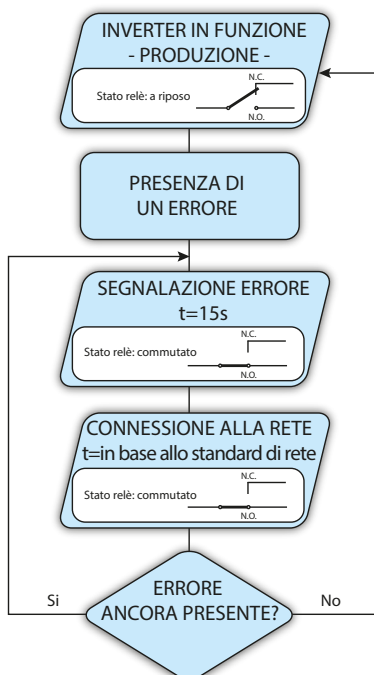 INVERTER IN FUNZIONE
- PRODUZIONE -
N.C.
Stato relè: a riposo
N.O.
PRESENZA DI
UN ERRORE
SEGNALAZIONE ERRORE
t=15s
N.C.
Stato relè: commutato
N.O.
CONNESSIONE ALLA RETE
t=in base allo standard di rete
N.C.
Stato relè: commutato
N.O.
ERRORE
ANCORA PRESENTE?
Si
No